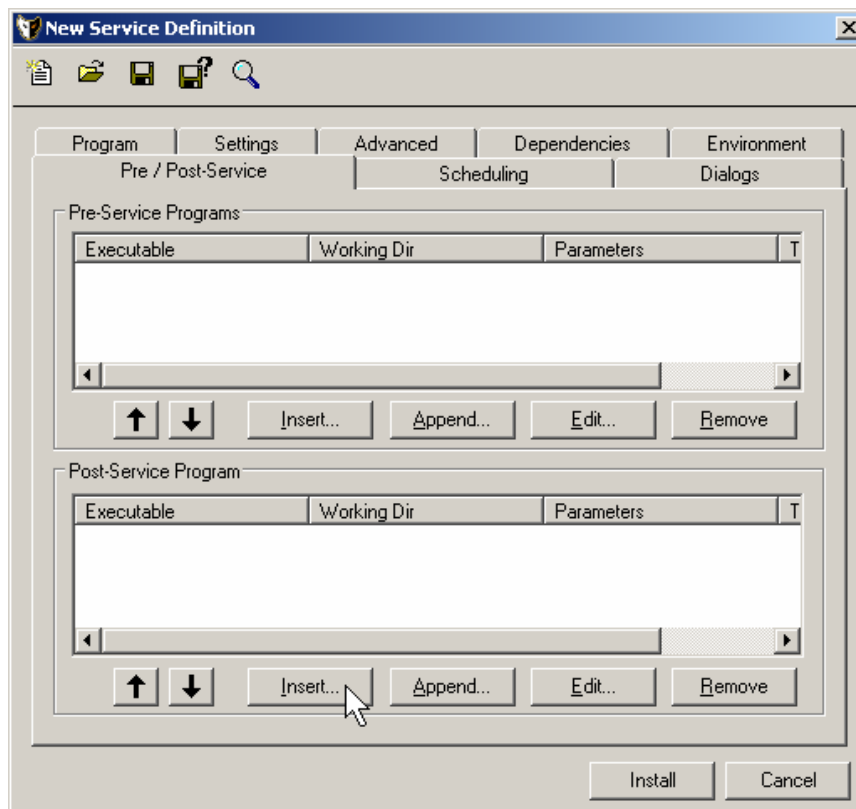 New Service Definition
Program Settings Advanced Dependencies Environment
Pre / Post-Service Scheduling Dialogs
Pre-Service Programs
Executable Working Dir Parameters T
Insert... Append... Edit... Remove
Post-Service Program
Executable Working Dir Parameters T
Insert... Append... Edit... Remove
Install Cancel